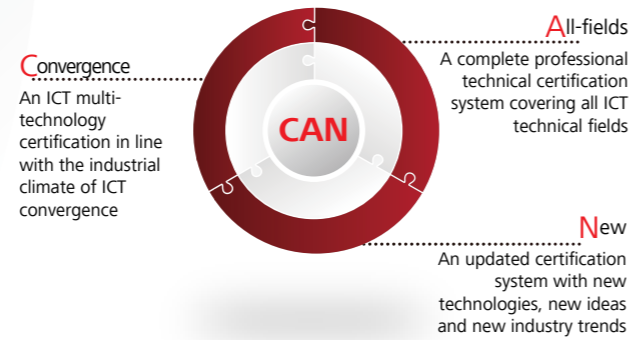 Convergence
An ICT multi-
technology
certification in line
with the industrial
climate of ICT
convergence
CAN
All-fields
A complete professional
technical certification
system covering all ICT
technical fields
New
An updated certification
system with new
technologies, new ideas
and new industry trends